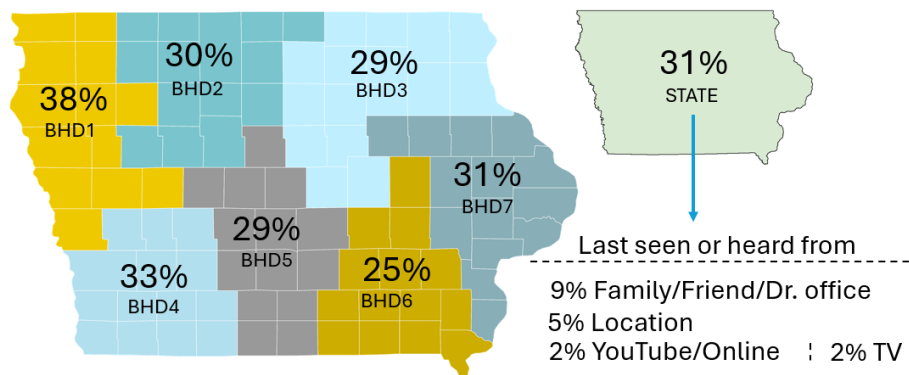 30%
BHD2
29%
BHD3
38%
BHD1
31%
BHD7
29%
BHD5
33%
BHD4
25%
BHD6
31%
STATE
Last seen or heard from
9% Family/Friend/Dr. office
5% Location
2% YouTube/Online ¦ 2% TV